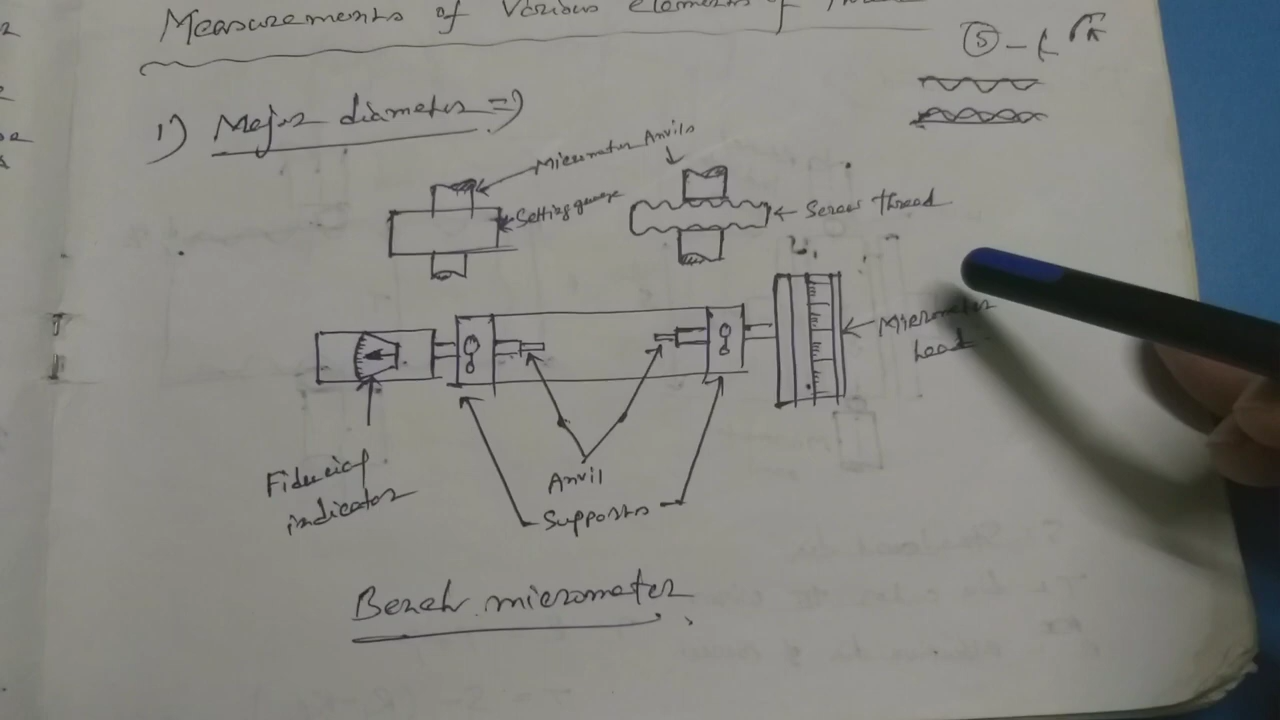 Measurements of Various elements of
⑤ - (
1) Major diameter =)
Micrometer Anvils
Setting gauge
Screw thread
Micrometer
head
Fiducial
indicator
Anvil
Supports
Bench micrometer